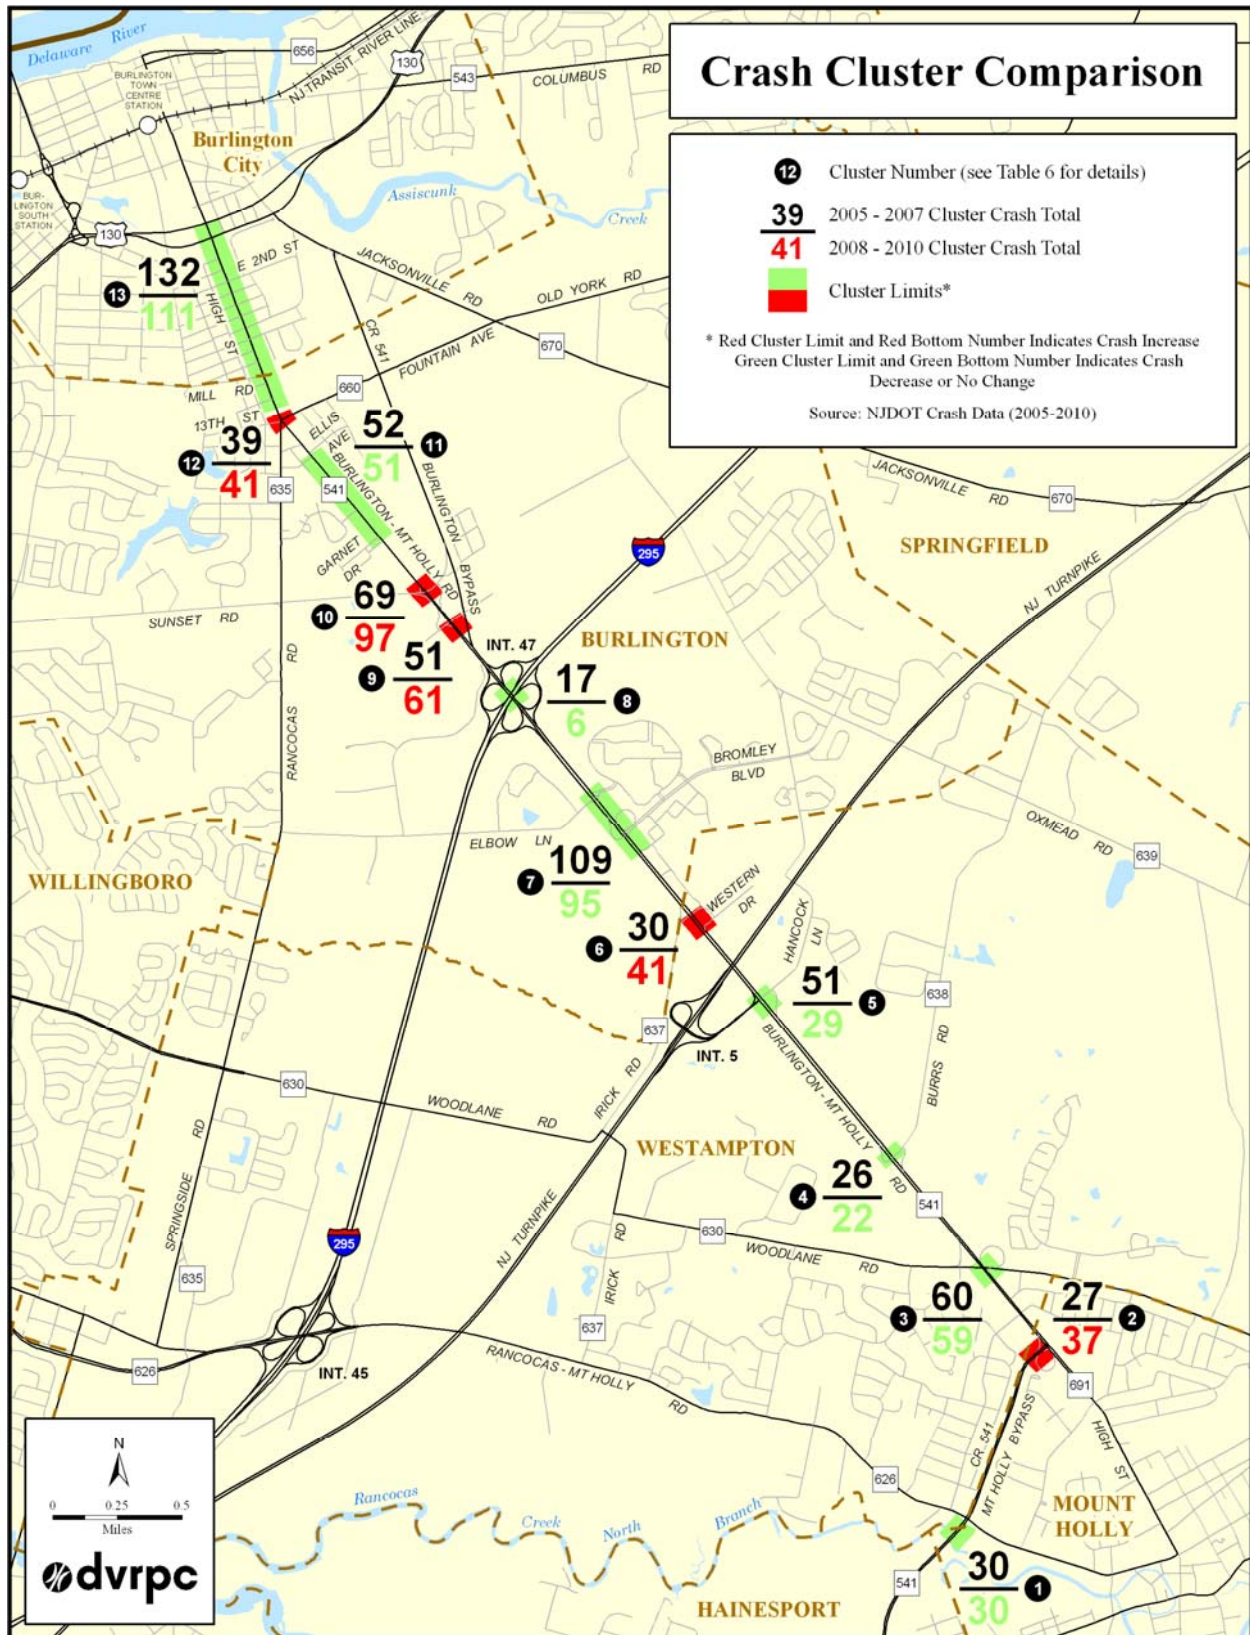 Crash Cluster Comparison
12 Cluster Number (see Table 6 for details)
39 2005 - 2007 Cluster Crash Total
41 2008 - 2010 Cluster Crash Total
Cluster Limits*
* Red Cluster Limit and Red Bottom Number Indicates Crash Increase
Green Cluster Limit and Green Bottom Number Indicates Crash
Decrease or No Change
Source: NJDOT Crash Data (2005-2010)
Delaware River
656
NJ TRANSIT RIVER LINE
130
543
COLUMBUS RD
BURLINGTON
TOWN
CENTRE
STATION
Burlington
City
BUR-
LINGTON
SOUTH
STATION
Assiscunk
Creek
130
E 2ND ST
JACKSONVILLE RD
OLD YORK RD
13
132
111
HIGH ST
CR 541
FOUNTAIN AVE
670
MILL RD
660
13TH ST
ELLIS
AVE
52
51
11
12
39
41
635
541
BURLINGTON - MT HOLLY RD
BURLINGTON BYPASS
JACKSONVILLE RD
670
GARNET
DR
295
SPRINGFIELD
NJ TURNPIKE
10
69
97
SUNSET RD
BURLINGTON
INT. 47
9
51
61
17
6
8
RANCOCAS RD
BROMLEY
BLVD
ELBOW LN
OXMEAD RD
639
WILLINGBORO
7
109
95
WESTERN
DR
6
30
41
HANCOCK
LN
51
29
5
638
637
INT. 5
BURLINGTON - MT HOLLY RD
BURRS RD
630
WOODLANE RD
IRICK RD
WESTAMPTON
4
26
22
541
SPRINGSIDE RD
295
NJ TURNPIKE
630
WOODLANE RD
635
IRICK RD
637
3
60
59
27
37
2
626
INT. 45
RANCOCAS - MT HOLLY RD
691
CR 541
MT HOLLY BYPASS
HIGH ST
626
MOUNT
HOLLY
Rancocas Creek North Branch
541
30
30
1
HAINESPORT
N
0 0.25 0.5
Miles
dvrpc